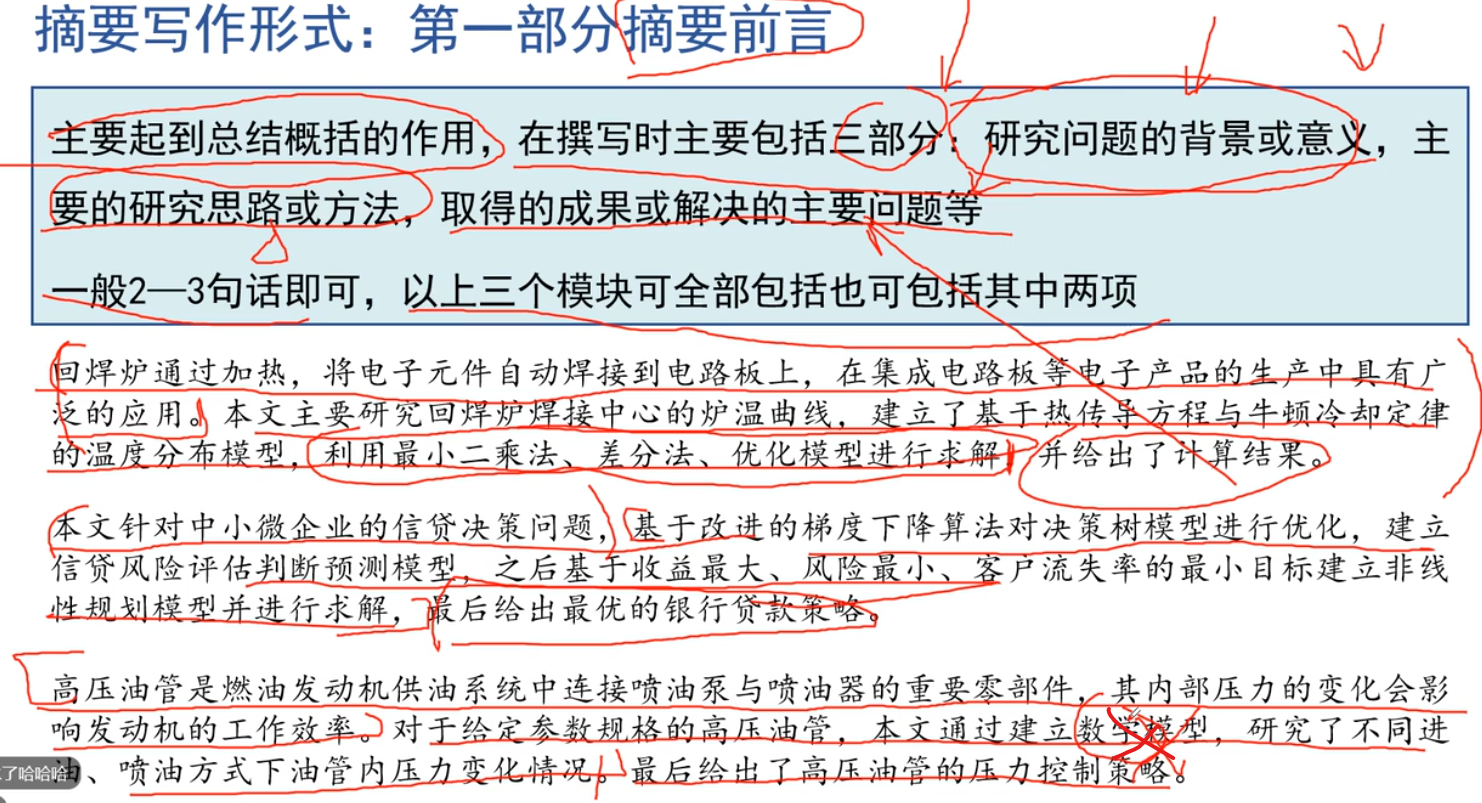 摘要写作形式：第一部分摘要前言
主要起到总结概括的作用，在撰写时主要包括三部分：研究问题的背景或意义，主
要的研究思路或方法，取得的成果或解决的主要问题等
一般2—3句话即可，以上三个模块可全部包括也可包括其中两项
回焊炉通过加热，将电子元件自动焊接到电路板上，在集成电路板等电子产品的生产中具有广
泛的应用。本文主要研究回焊炉焊接中心的炉温曲线，建立了基于热传导方程与牛顿冷却定律
的温度分布模型，利用最小二乘法、差分法、优化模型进行求解，并给出了计算结果。
本文针对中小微企业的信贷决策问题，基于改进的梯度下降算法对决策树模型进行优化，建立
信贷风险评估判断预测模型，之后基于收益最大、风险最小、客户流失率的最小目标建立非线
性规划模型并进行求解，最后给出最优的银行贷款策略。
高压油管是燃油发动机供油系统中连接喷油泵与喷油器的重要零部件，其内部压力的变化会影
响发动机的工作效率。对于给定参数规格的高压油管，本文通过建立数学模型，研究了不同进
油、喷油方式下油管内压力变化情况。最后给出了高压油管的压力控制策略。
了哈哈哈